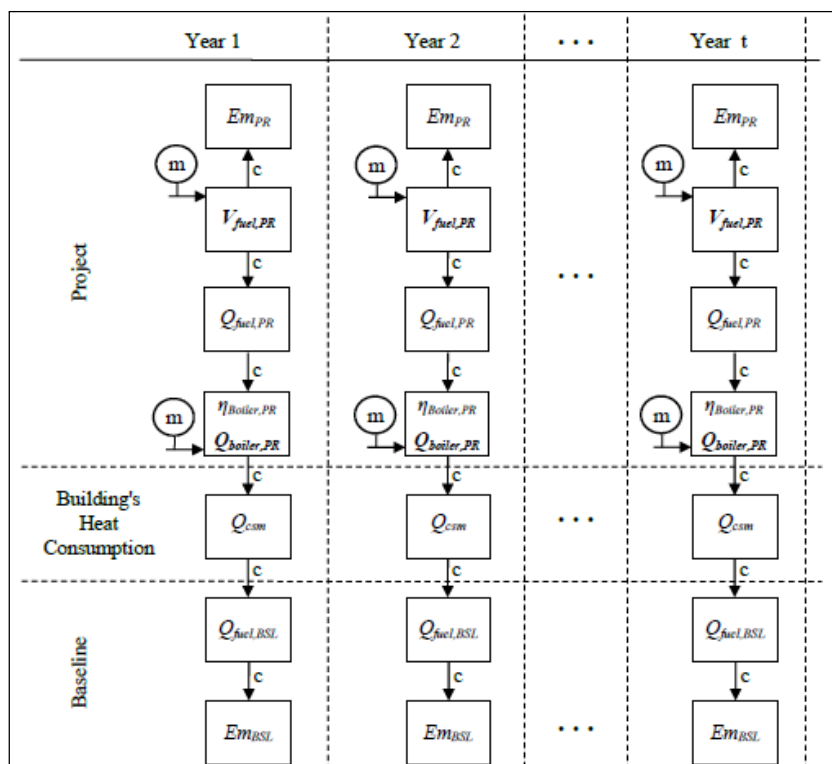 Year 1 Year 2 • • • Year t
Em_PR Em_PR Em_PR
m m m
c c c
V_fuel,PR V_fuel,PR V_fuel,PR
Project • • •
c c c
Q_fuel,PR Q_fuel,PR Q_fuel,PR
c c c
m m m
η_Boiler,PR η_Boiler,PR η_Boiler,PR
Q_boiler,PR Q_boiler,PR Q_boiler,PR
c c c
Building's
Heat
Consumption
Q_csm Q_csm • • • Q_csm
c c c
Baseline
Q_fuel,BSL Q_fuel,BSL Q_fuel,BSL
c c c
Em_BSL Em_BSL • • • Em_BSL